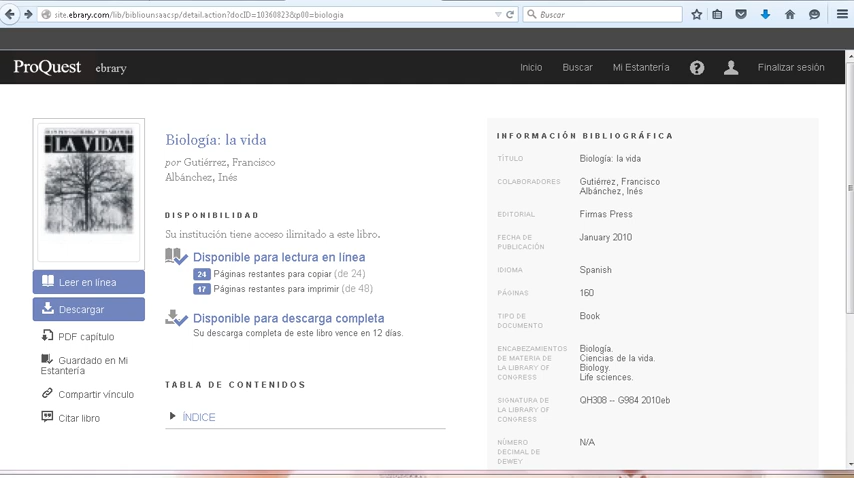 site.ebrary.com/lib/bibliounsaacsp/detail.action?docID=10360823&p00=biologia
Buscar
ProQuest ebrary
Inicio Buscar Mi Estantería ? Finalizar sesión
LA VIDA
Leer en línea
Descargar
PDF capítulo
Guardado en Mi
Estantería
Compartir vínculo
Citar libro
Biología: la vida
por Gutiérrez, Francisco
Albánchez, Inés
DISPONIBILIDAD
Su institución tiene acceso ilimitado a este libro.
Disponible para lectura en línea
24 Páginas restantes para copiar (de 24)
17 Páginas restantes para imprimir (de 48)
Disponible para descarga completa
Su descarga completa de este libro vence en 12 días.
TABLA DE CONTENIDOS
ÍNDICE
INFORMACIÓN BIBLIOGRÁFICA
TÍTULO Biología: la vida
COLABORADORES Gutiérrez, Francisco
Albánchez, Inés
EDITORIAL Firmas Press
FECHA DE
PUBLICACIÓN January 2010
IDIOMA Spanish
PÁGINAS 160
TIPO DE
DOCUMENTO Book
ENCABEZAMIENTOS
DE MATERIA DE
LA LIBRARY OF
CONGRESS
Biología.
Ciencias de la vida.
Biology.
Life sciences.
SIGNATURA DE
LA LIBRARY OF
CONGRESS
QH308 -- G984 2010eb
NÚMERO
DECIMAL DE
DEWEY
N/A